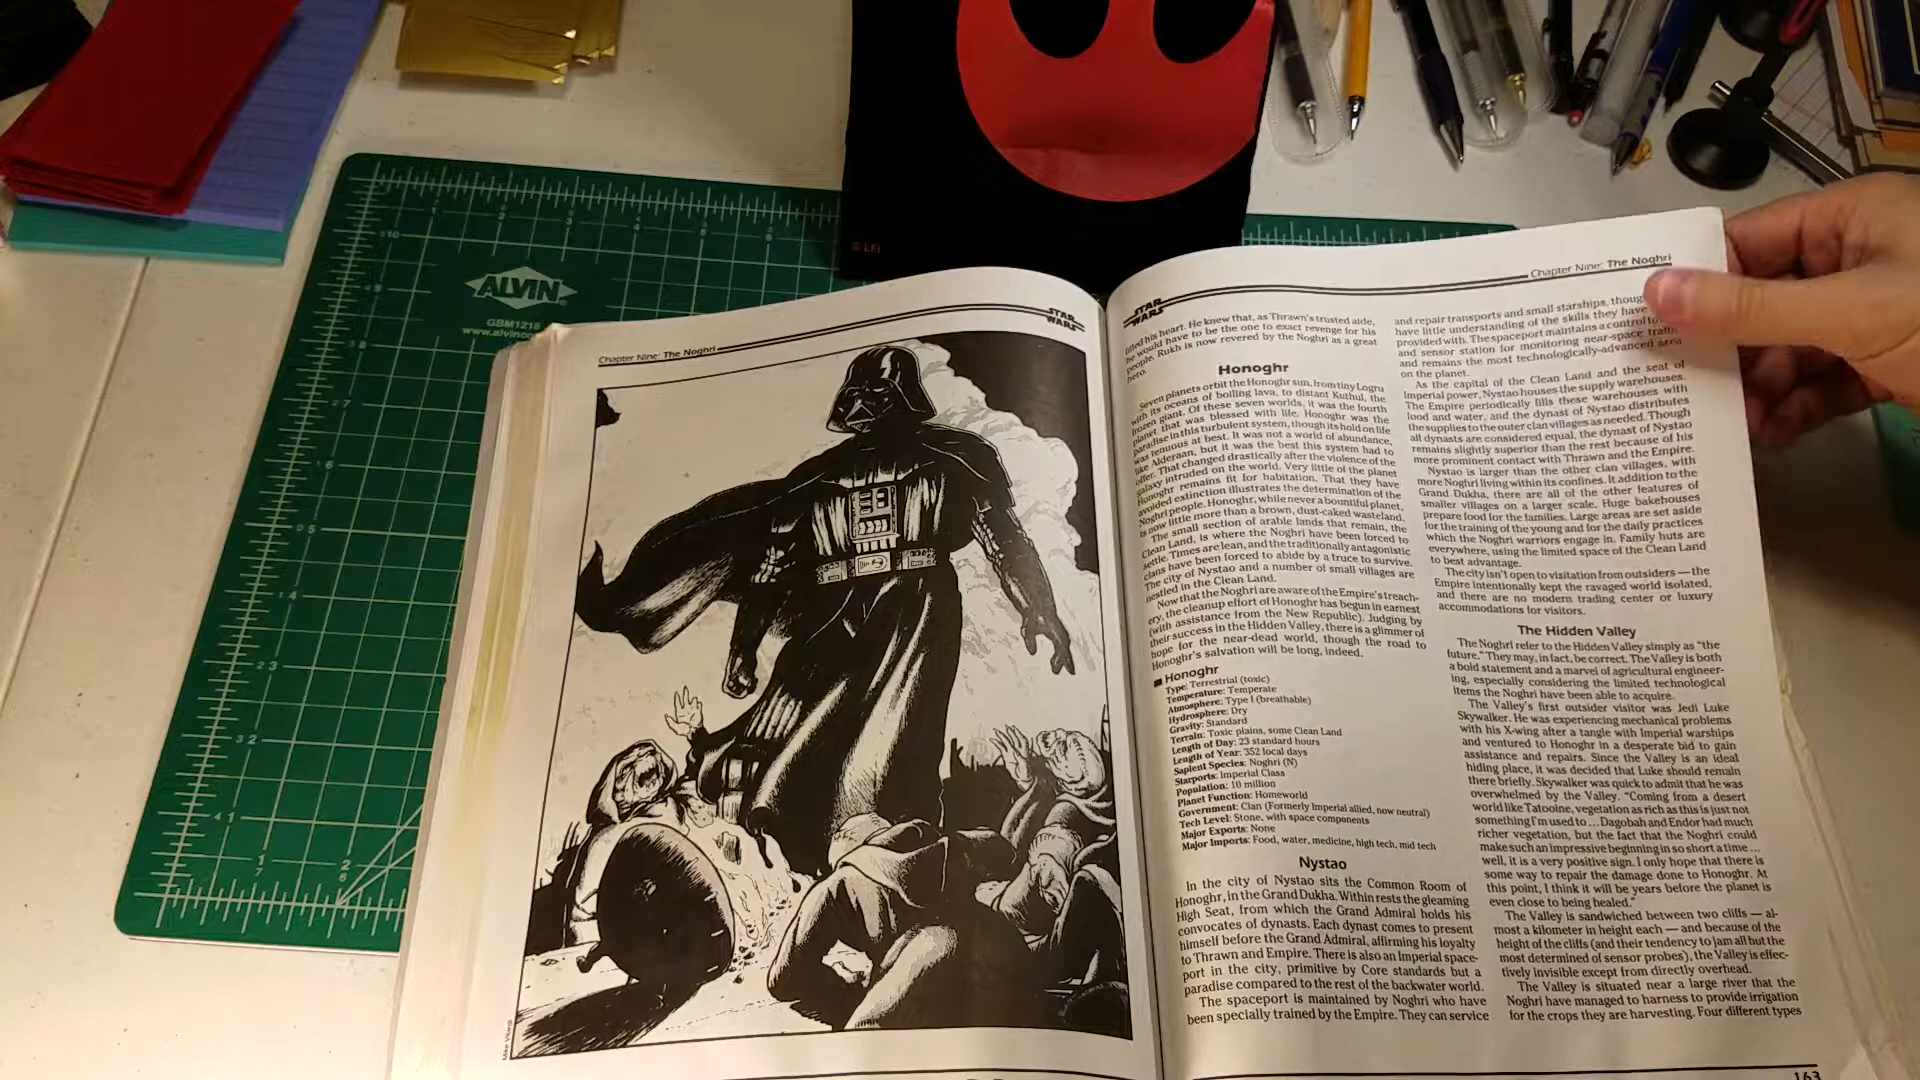 ALVIN
GBM1218
www.alvinco
© LFI
Chapter Nine: The Noghri
STAR
WARS
Mike Vilardi
STAR
WARS
Chapter Nine: The Noghri
filled his heart. He knew that, as Thrawn's trusted aide,
he would have to be the one to exact revenge for his
people. Rukh is now revered by the Noghri as a great
hero.
Honoghr
Seven planets orbit the Honoghr sun, from tiny Logru
with its oceans of boiling lava, to distant Kuthul, the
frozen giant. Of these seven worlds, it was the fourth
planet that was blessed with life. Honoghr was the
paradise in this turbulent system, though its hold on life
was tenuous at best. It was not a world of abundance,
like Alderaan, but it was the best this system had to
offer. That changed drastically after the violence of the
galaxy intruded on the world. Very little of the planet
Honoghr remains fit for habitation. That they have
avoided extinction illustrates the determination of the
Noghri people. Honoghr, while never a bountiful planet,
is now little more than a brown, dust-caked wasteland.
The small section of arable lands that remain, the
Clean Land, is where the Noghri have been forced to
settle. Times are lean, and the traditionally antagonistic
clans have been forced to abide by a truce to survive.
The city of Nystao and a number of small villages are
nestled in the Clean Land.
Now that the Noghri are aware of the Empire's treach-
ery, the cleanup effort of Honoghr has begun in earnest
(with assistance from the New Republic). Judging by
their success in the Hidden Valley, there is a glimmer of
hope for the near-dead world, though the road to
Honoghr's salvation will be long, indeed.
■ Honoghr
Type: Terrestrial (toxic)
Temperature: Temperate
Atmosphere: Type I (breathable)
Hydrosphere: Dry
Gravity: Standard
Terrain: Toxic plains, some Clean Land
Length of Day: 23 standard hours
Length of Year: 352 local days
Sapient Species: Noghri (N)
Starports: Imperial Class
Population: 10 million
Planet Function: Homeworld
Government: Clan (Formerly Imperial allied, now neutral)
Tech Level: Stone, with space components
Major Exports: None
Major Imports: Food, water, medicine, high tech, mid tech
Nystao
In the city of Nystao sits the Common Room of
Honoghr, in the Grand Dukha. Within rests the gleaming
High Seat, from which the Grand Admiral holds his
convocates of dynasts. Each dynast comes to present
himself before the Grand Admiral, affirming his loyalty
to Thrawn and Empire. There is also an Imperial space-
port in the city, primitive by Core standards but a
paradise compared to the rest of the backwater world.
The spaceport is maintained by Noghri who have
been specially trained by the Empire. They can service
and repair transports and small starships, thoug
have little understanding of the skills they have
provided with. The spaceport maintains a control
and sensor station for monitoring near-space traffic
and remains the most technologically-advanced area
on the planet.
As the capital of the Clean Land and the seat of
Imperial power, Nystao houses the supply warehouses.
The Empire periodically fills these warehouses with
food and water, and the dynast of Nystao distributes
the supplies to the outer clan villages as needed. Though
all dynasts are considered equal, the dynast of Nystao
remains slightly superior than the rest because of his
more prominent contact with Thrawn and the Empire.
Nystao is larger than the other clan villages, with
more Noghri living within its confines. It addition to the
Grand Dukha, there are all of the other features of
smaller villages on a larger scale. Huge bakehouses
prepare food for the families. Large areas are set aside
for the training of the young and for the daily practices
which the Noghri warriors engage in. Family huts are
everywhere, using the limited space of the Clean Land
to best advantage.
The city isn't open to visitation from outsiders — the
Empire intentionally kept the ravaged world isolated,
and there are no modern trading center or luxury
accommodations for visitors.
The Hidden Valley
The Noghri refer to the Hidden Valley simply as "the
future." They may, in fact, be correct. The Valley is both
a bold statement and a marvel of agricultural engineer-
ing, especially considering the limited technological
items the Noghri have been able to acquire.
The Valley's first outsider visitor was Jedi Luke
Skywalker. He was experiencing mechanical problems
with his X-wing after a tangle with Imperial warships
and ventured to Honoghr in a desperate bid to gain
assistance and repairs. Since the Valley is an ideal
hiding place, it was decided that Luke should remain
there briefly. Skywalker was quick to admit that he was
overwhelmed by the Valley. "Coming from a desert
world like Tatooine, vegetation as rich as this is just not
something I'm used to ... Dagobah and Endor had much
richer vegetation, but the fact that the Noghri could
make such an impressive beginning in so short a time ...
well, it is a very positive sign. I only hope that there is
some way to repair the damage done to Honoghr. At
this point, I think it will be years before the planet is
even close to being healed."
The Valley is sandwiched between two cliffs — al-
most a kilometer in height each — and because of the
height of the cliffs (and their tendency to jam all but the
most determined of sensor probes), the Valley is effec-
tively invisible except from directly overhead.
The Valley is situated near a large river that the
Noghri have managed to harness to provide irrigation
for the crops they are harvesting. Four different types
163